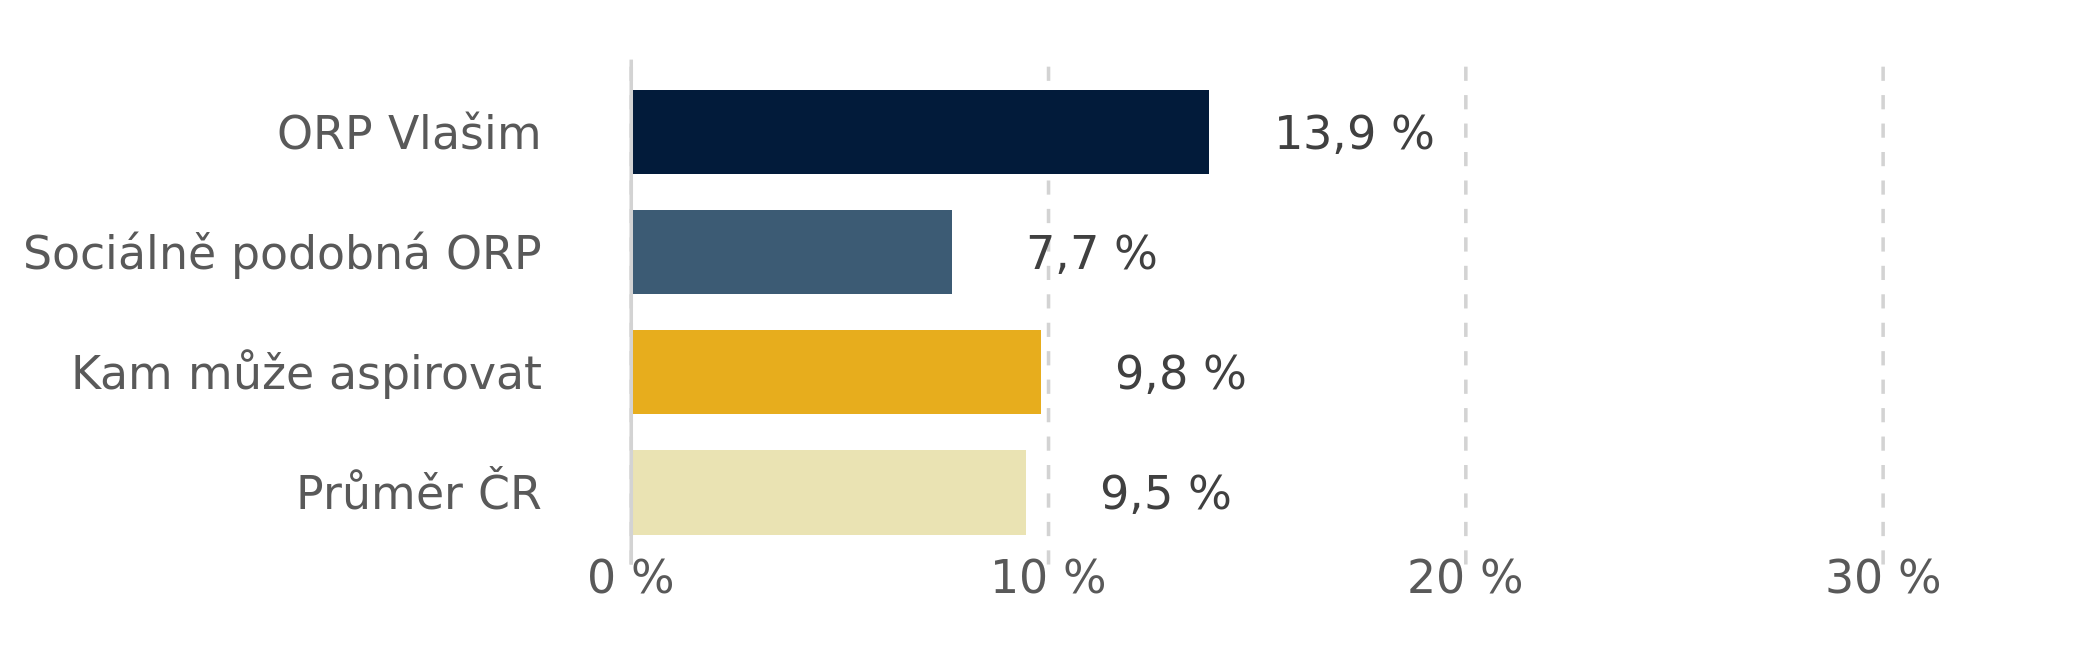 ORP Vlašim 13,9 %
Sociálně podobná ORP 7,7 %
Kam může aspirovat 9,8 %
Průměr ČR 9,5 %
0 % 10 % 20 % 30 %